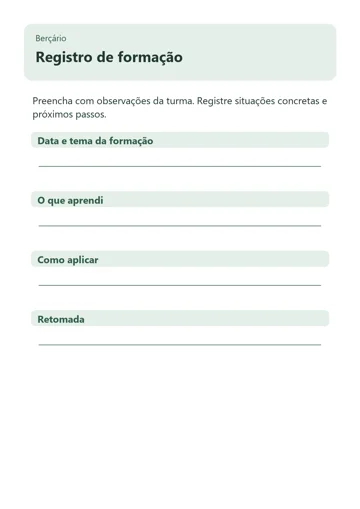 Berçário
Registro de formação
Preencha com observações da turma. Registre situações concretas e
próximos passos.
Data e tema da formação
O que aprendi
Como aplicar
Retomada